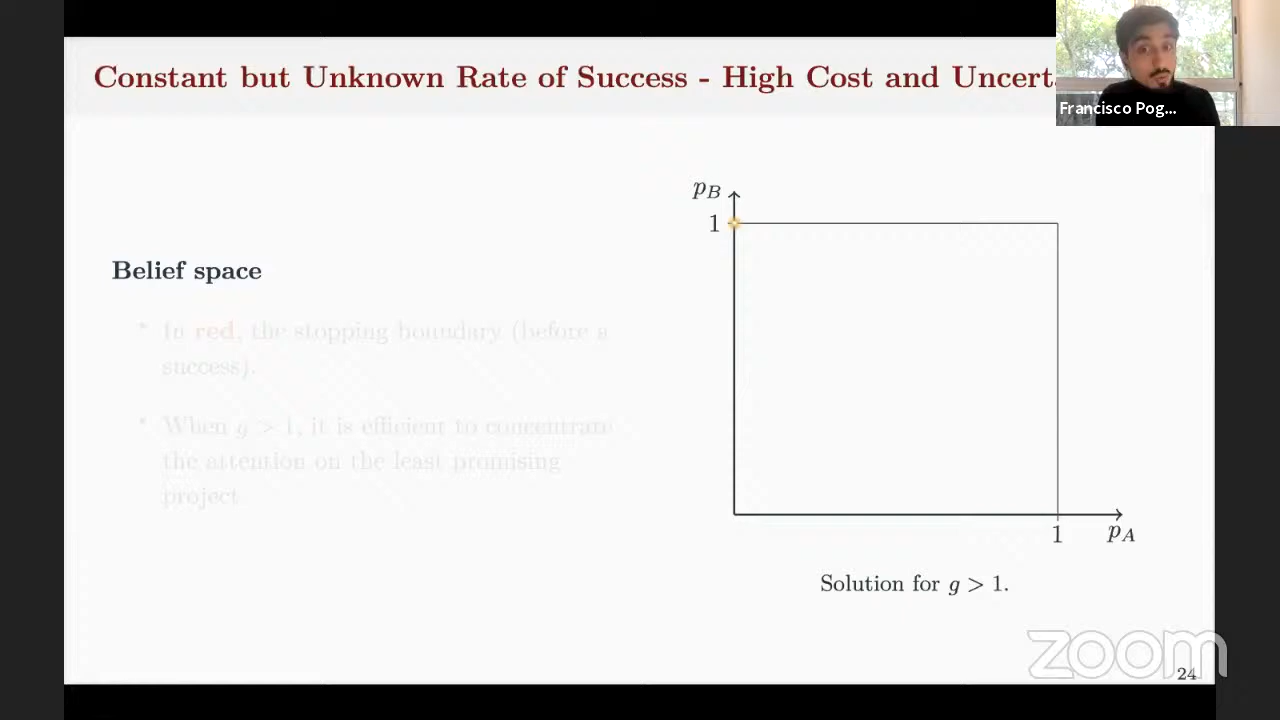 Constant but Unknown Rate of Success - High Cost and Uncert
Francisco Pog...
p_B
1
Belief space
• In red, the stopping boundary (before a
success).
• When g > 1, it is efficient to concentrate
the attention on the least promising
project
1
p_A
Solution for g > 1.
zoom
24